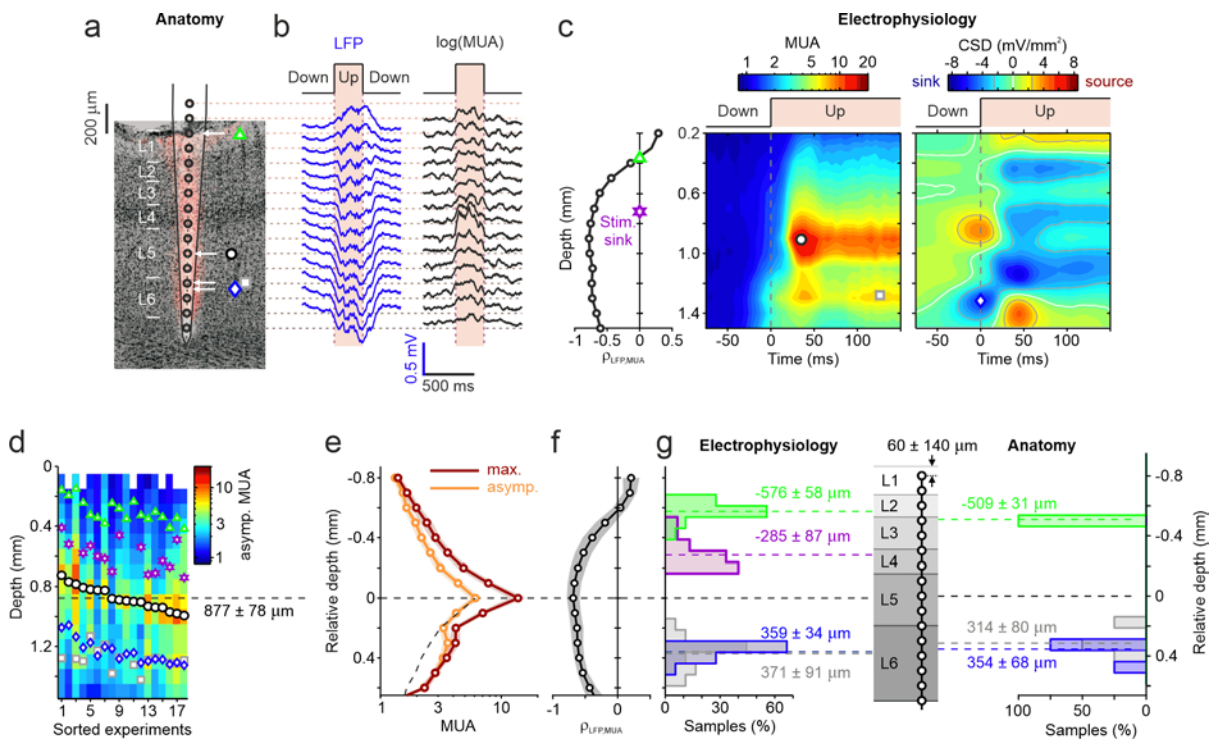 Anatomy
Electrophysiology
a
b
c
LFP
log(MUA)
MUA
CSD (mV/mm²)
1 2 5 10 20
-8 -4 0 4 8
sink
source
Down Up Down
Down Up
Down Up
200 µm
L1
L2
L3
L4
L5
L6
0.5 mV
500 ms
Depth (mm)
0.2
0.6
1.0
1.4
Stim.
sink
-1 -0.5 0 0.5
ρLFP,MUA
0 50 100
Time (ms)
-50 0 50 100
Time (ms)
d
e
f
g
Electrophysiology
60 ± 140 µm
Anatomy
Depth (mm)
0
0.4
0.8
1.2
asymp. MUA
10
3
1
877 ± 78 µm
1 5 9 13 17
Sorted experiments
max.
asymp.
Relative depth (mm)
-0.8
-0.4
0
0.4
1 3 10
MUA
-1 0 1
ρLFP,MUA
-576 ± 58 µm
-285 ± 87 µm
359 ± 34 µm
371 ± 91 µm
0 20 40 60
Samples (%)
L1
L2
L3
L4
L5
L6
-509 ± 31 µm
314 ± 80 µm
354 ± 68 µm
100 50 0
Samples (%)
-0.8
-0.4
0
0.4
Relative depth (mm)